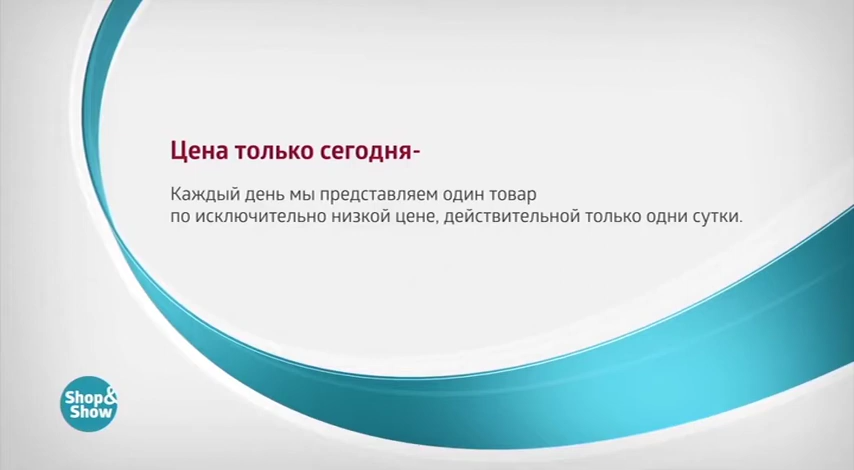 Цена только сегодня-
Каждый день мы представляем один товар
по исключительно низкой цене, действительной только одни сутки.
Shop&
Show